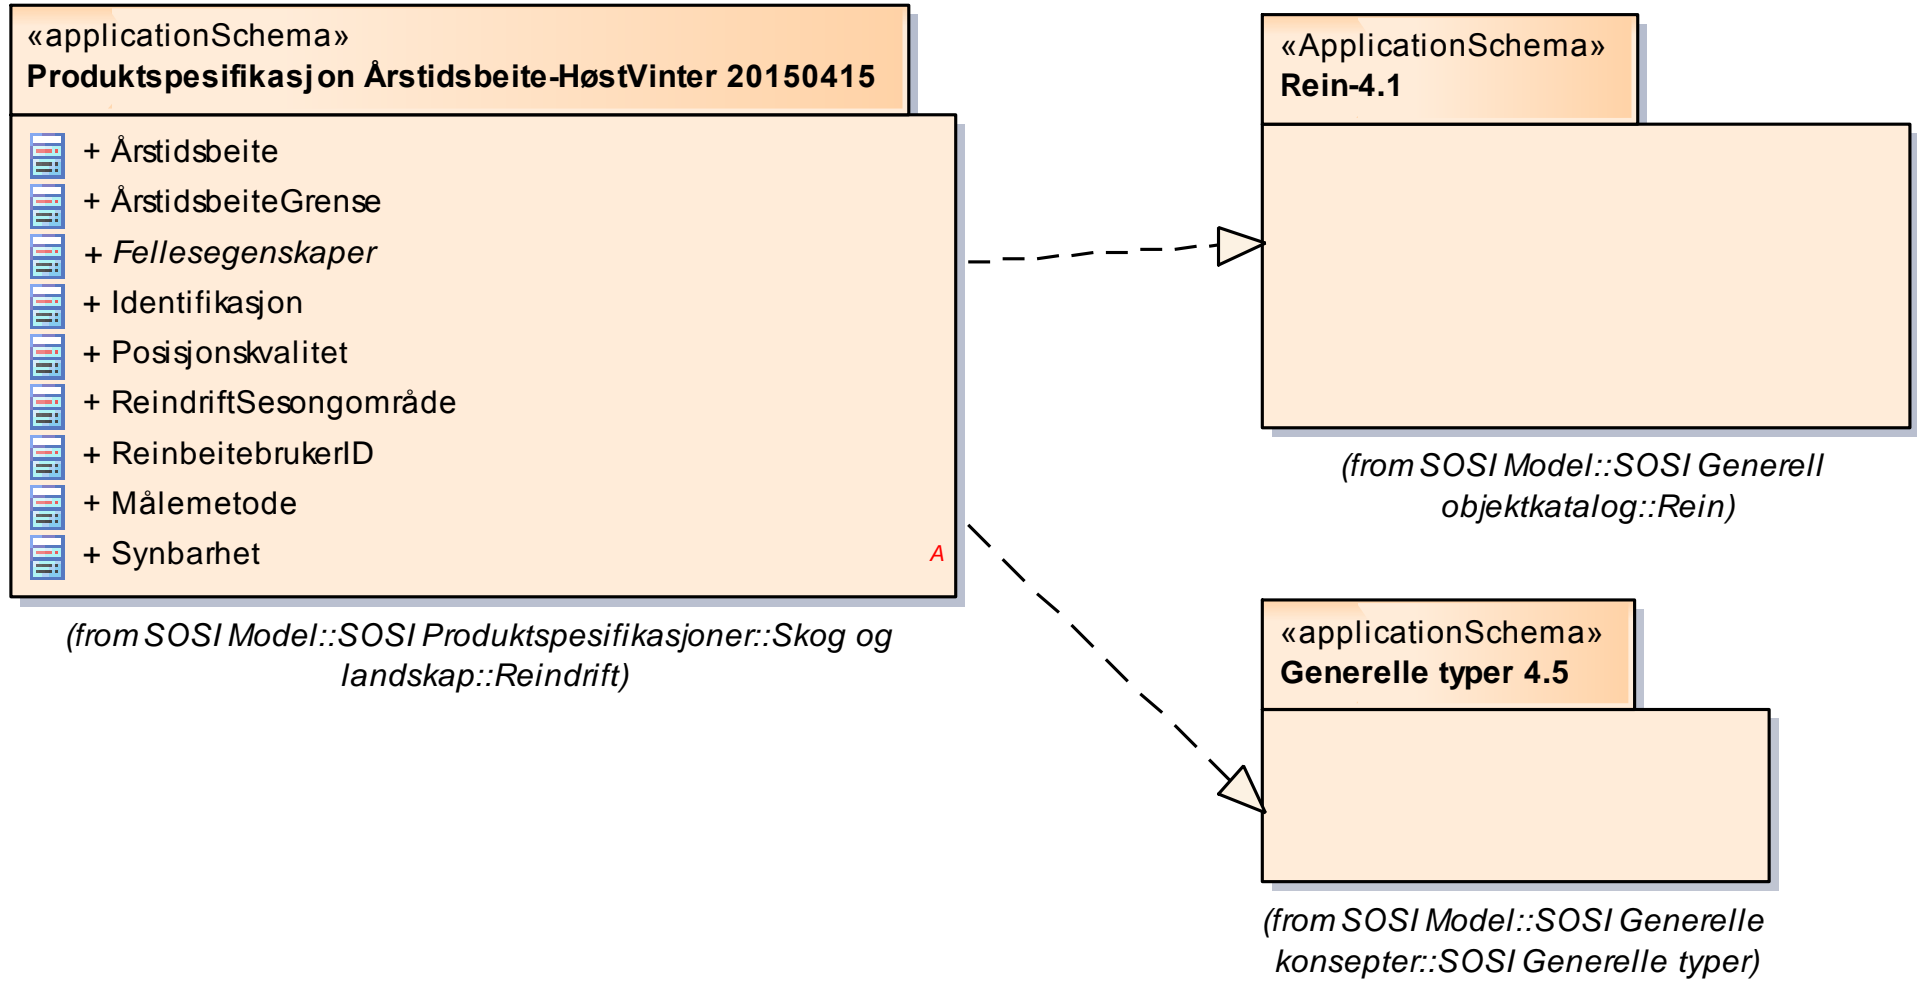 «applicationSchema»
Produktspesifikasjon Årstidsbeite-HøstVinter 20150415
+ Årstidsbeite
+ ÅrstidsbeiteGrense
+ Fellesegenskaper
+ Identifikasjon
+ Posisjonskvalitet
+ ReindriftSesongområde
+ ReinbeitebrukerID
+ Målemetode
+ Synbarhet
A
(from SOSI Model::SOSI Produktspesifikasjoner::Skog og
landskap::Reindrift)
«ApplicationSchema»
Rein-4.1
(from SOSI Model::SOSI Generell
objektkatalog::Rein)
«applicationSchema»
Generelle typer 4.5
(from SOSI Model::SOSI Generelle
konsepter::SOSI Generelle typer)